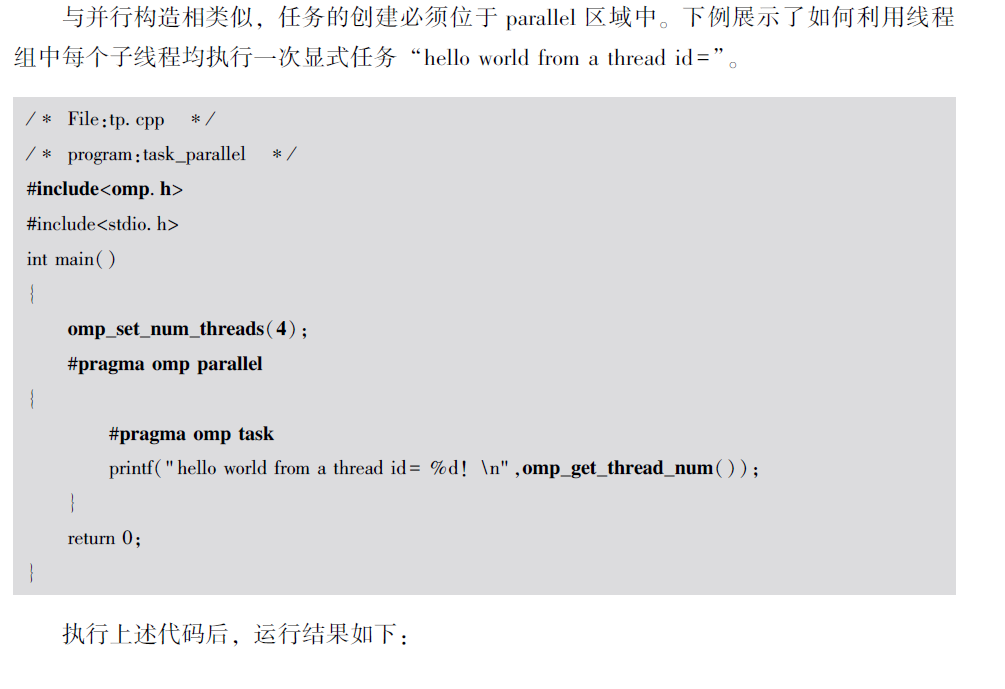 与并行构造相类似，任务的创建必须位于 parallel 区域中。下例展示了如何利用线程
组中每个子线程均执行一次显式任务“hello world from a thread id=”。
/* File:tp.cpp */
/* program:task_parallel */
#include<omp.h>
#include<stdio.h>
int main()
{
omp_set_num_threads(4);
#pragma omp parallel
{
#pragma omp task
printf("hello world from a thread id= %d! \n",omp_get_thread_num());
}
return 0;
}
执行上述代码后，运行结果如下：